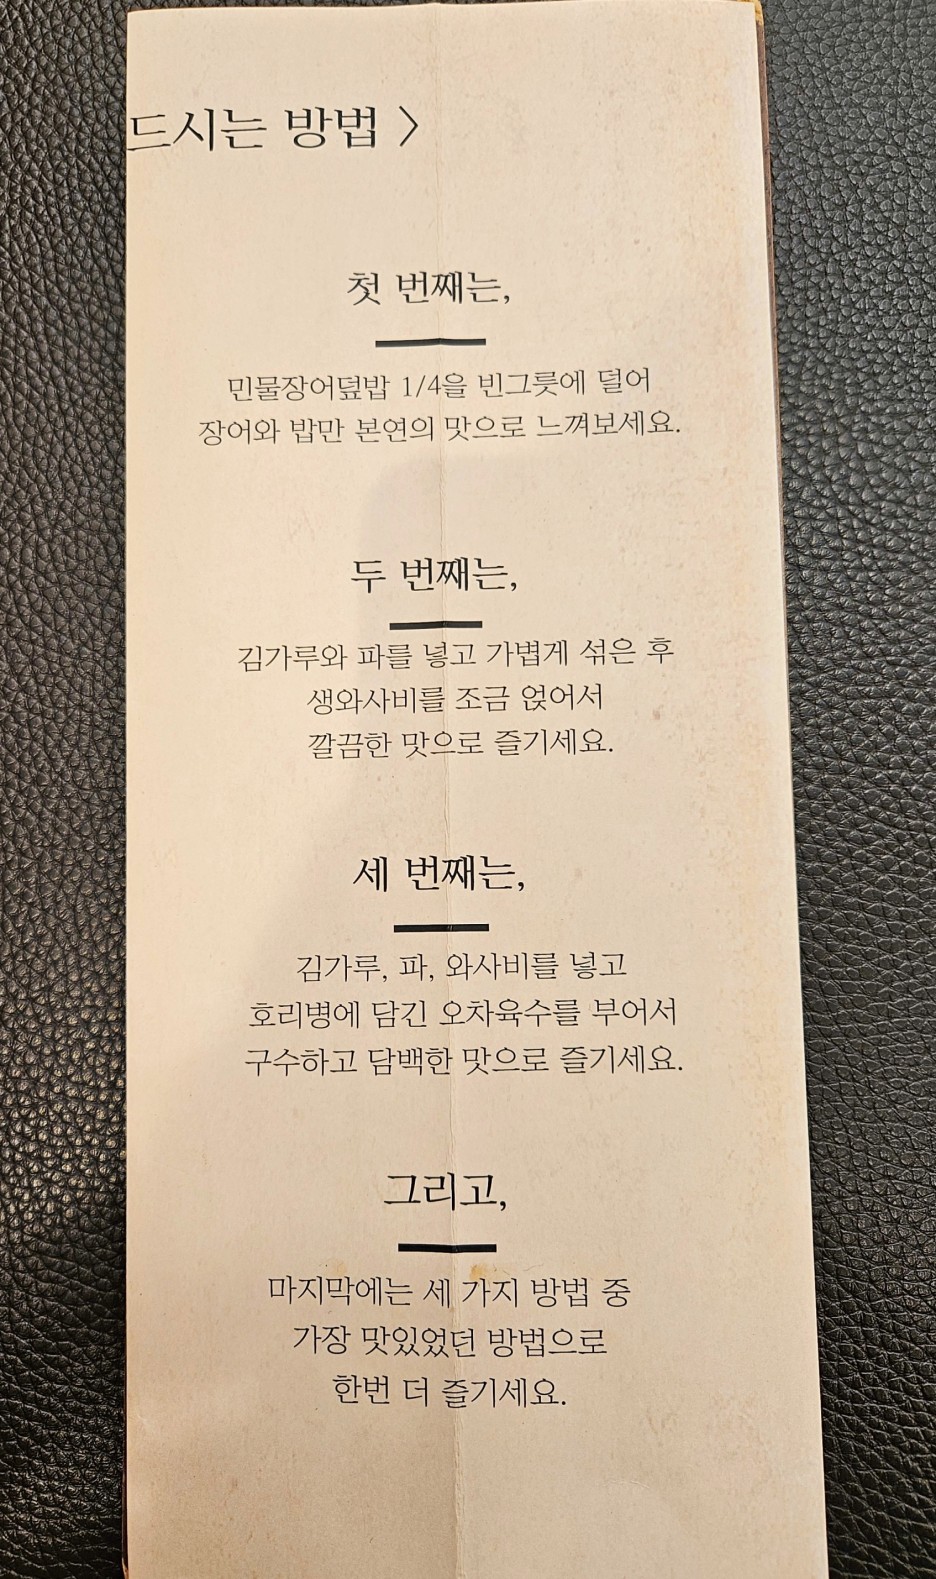 드시는 방법 >
첫 번째는,
민물장어덮밥 1/4을 빈그릇에 덜어
장어와 밥만 본연의 맛으로 느껴보세요.
두 번째는,
김가루와 파를 넣고 가볍게 섞은 후
생와사비를 조금 얹어서
깔끔한 맛으로 즐기세요.
세 번째는,
김가루, 파, 와사비를 넣고
호리병에 담긴 오차육수를 부어서
구수하고 담백한 맛으로 즐기세요.
그리고,
마지막에는 세 가지 방법 중
가장 맛있었던 방법으로
한번 더 즐기세요.